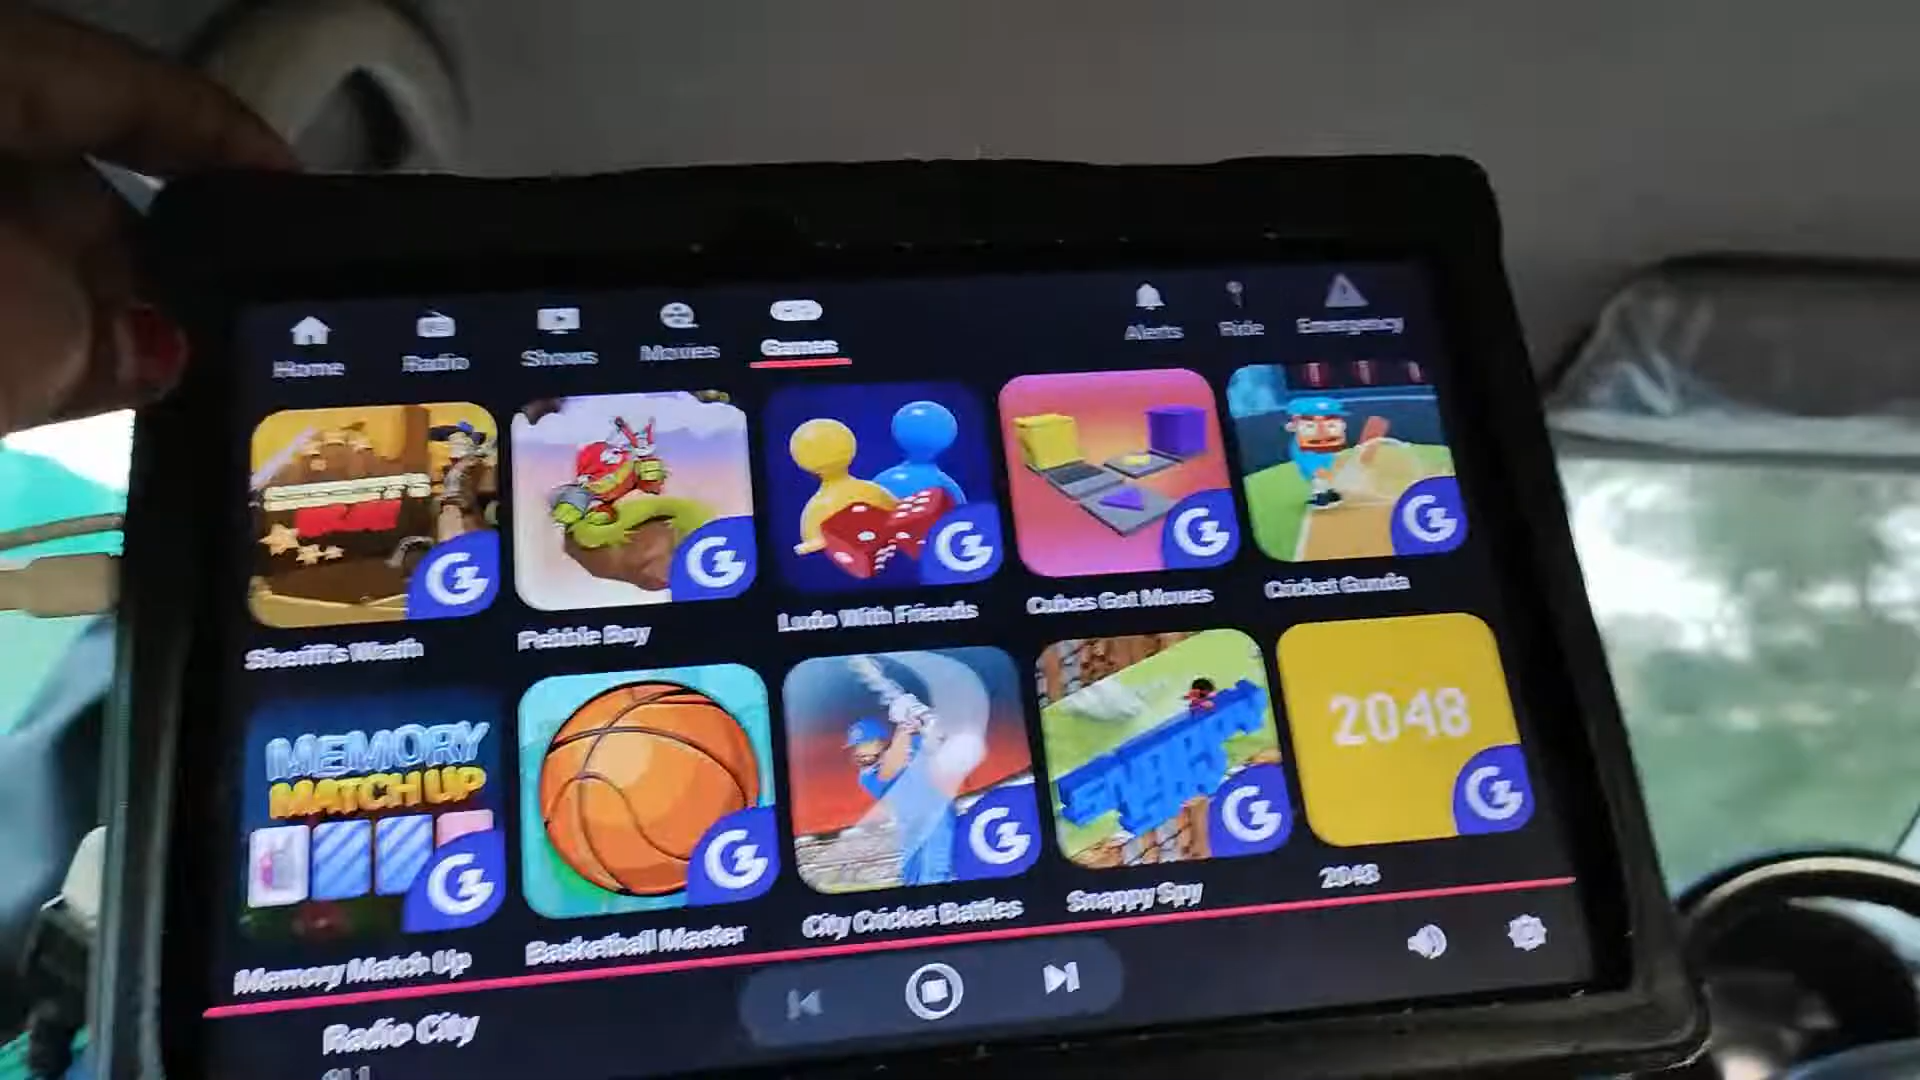 Home Radio Shows Movies Games Alerts Ride Emergency
Sheriff's Wrath Pebble Boy Ludo With Friends Cubes Got Moves Cricket Gunda
MEMORY
MATCH UP
2048
Memory Match Up Basketball Master City Cricket Battles Snappy Spy 2048
Radio City